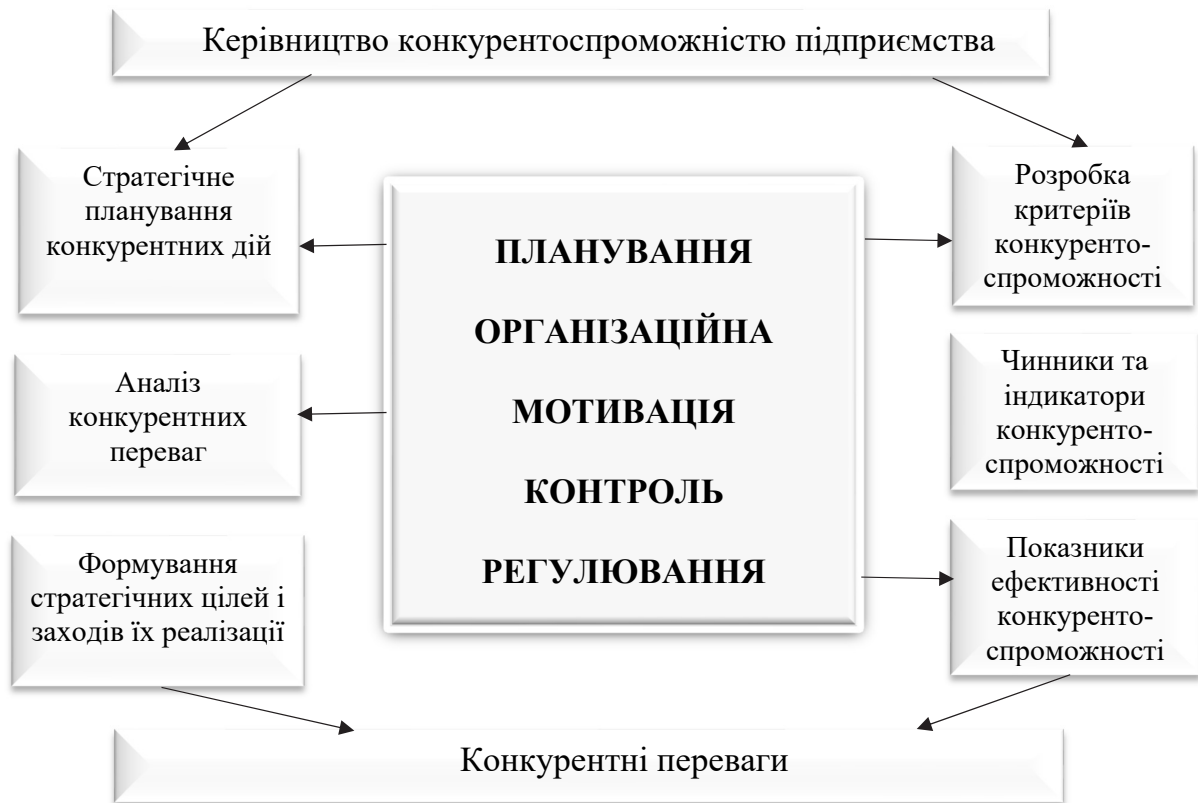 Керівництво конкурентоспроможністю підприємства
Стратегічне
планування
конкурентних дій
Аналіз
конкурентних
переваг
Формування
стратегічних цілей і
заходів їх реалізації
ПЛАНУВАННЯ
ОРГАНІЗАЦІЙНА
МОТИВАЦІЯ
КОНТРОЛЬ
РЕГУЛЮВАННЯ
Розробка
критеріїв
конкуренто-
спроможності
Чинники та
індикатори
конкуренто-
спроможності
Показники
ефективності
конкуренто-
спроможності
Конкурентні переваги